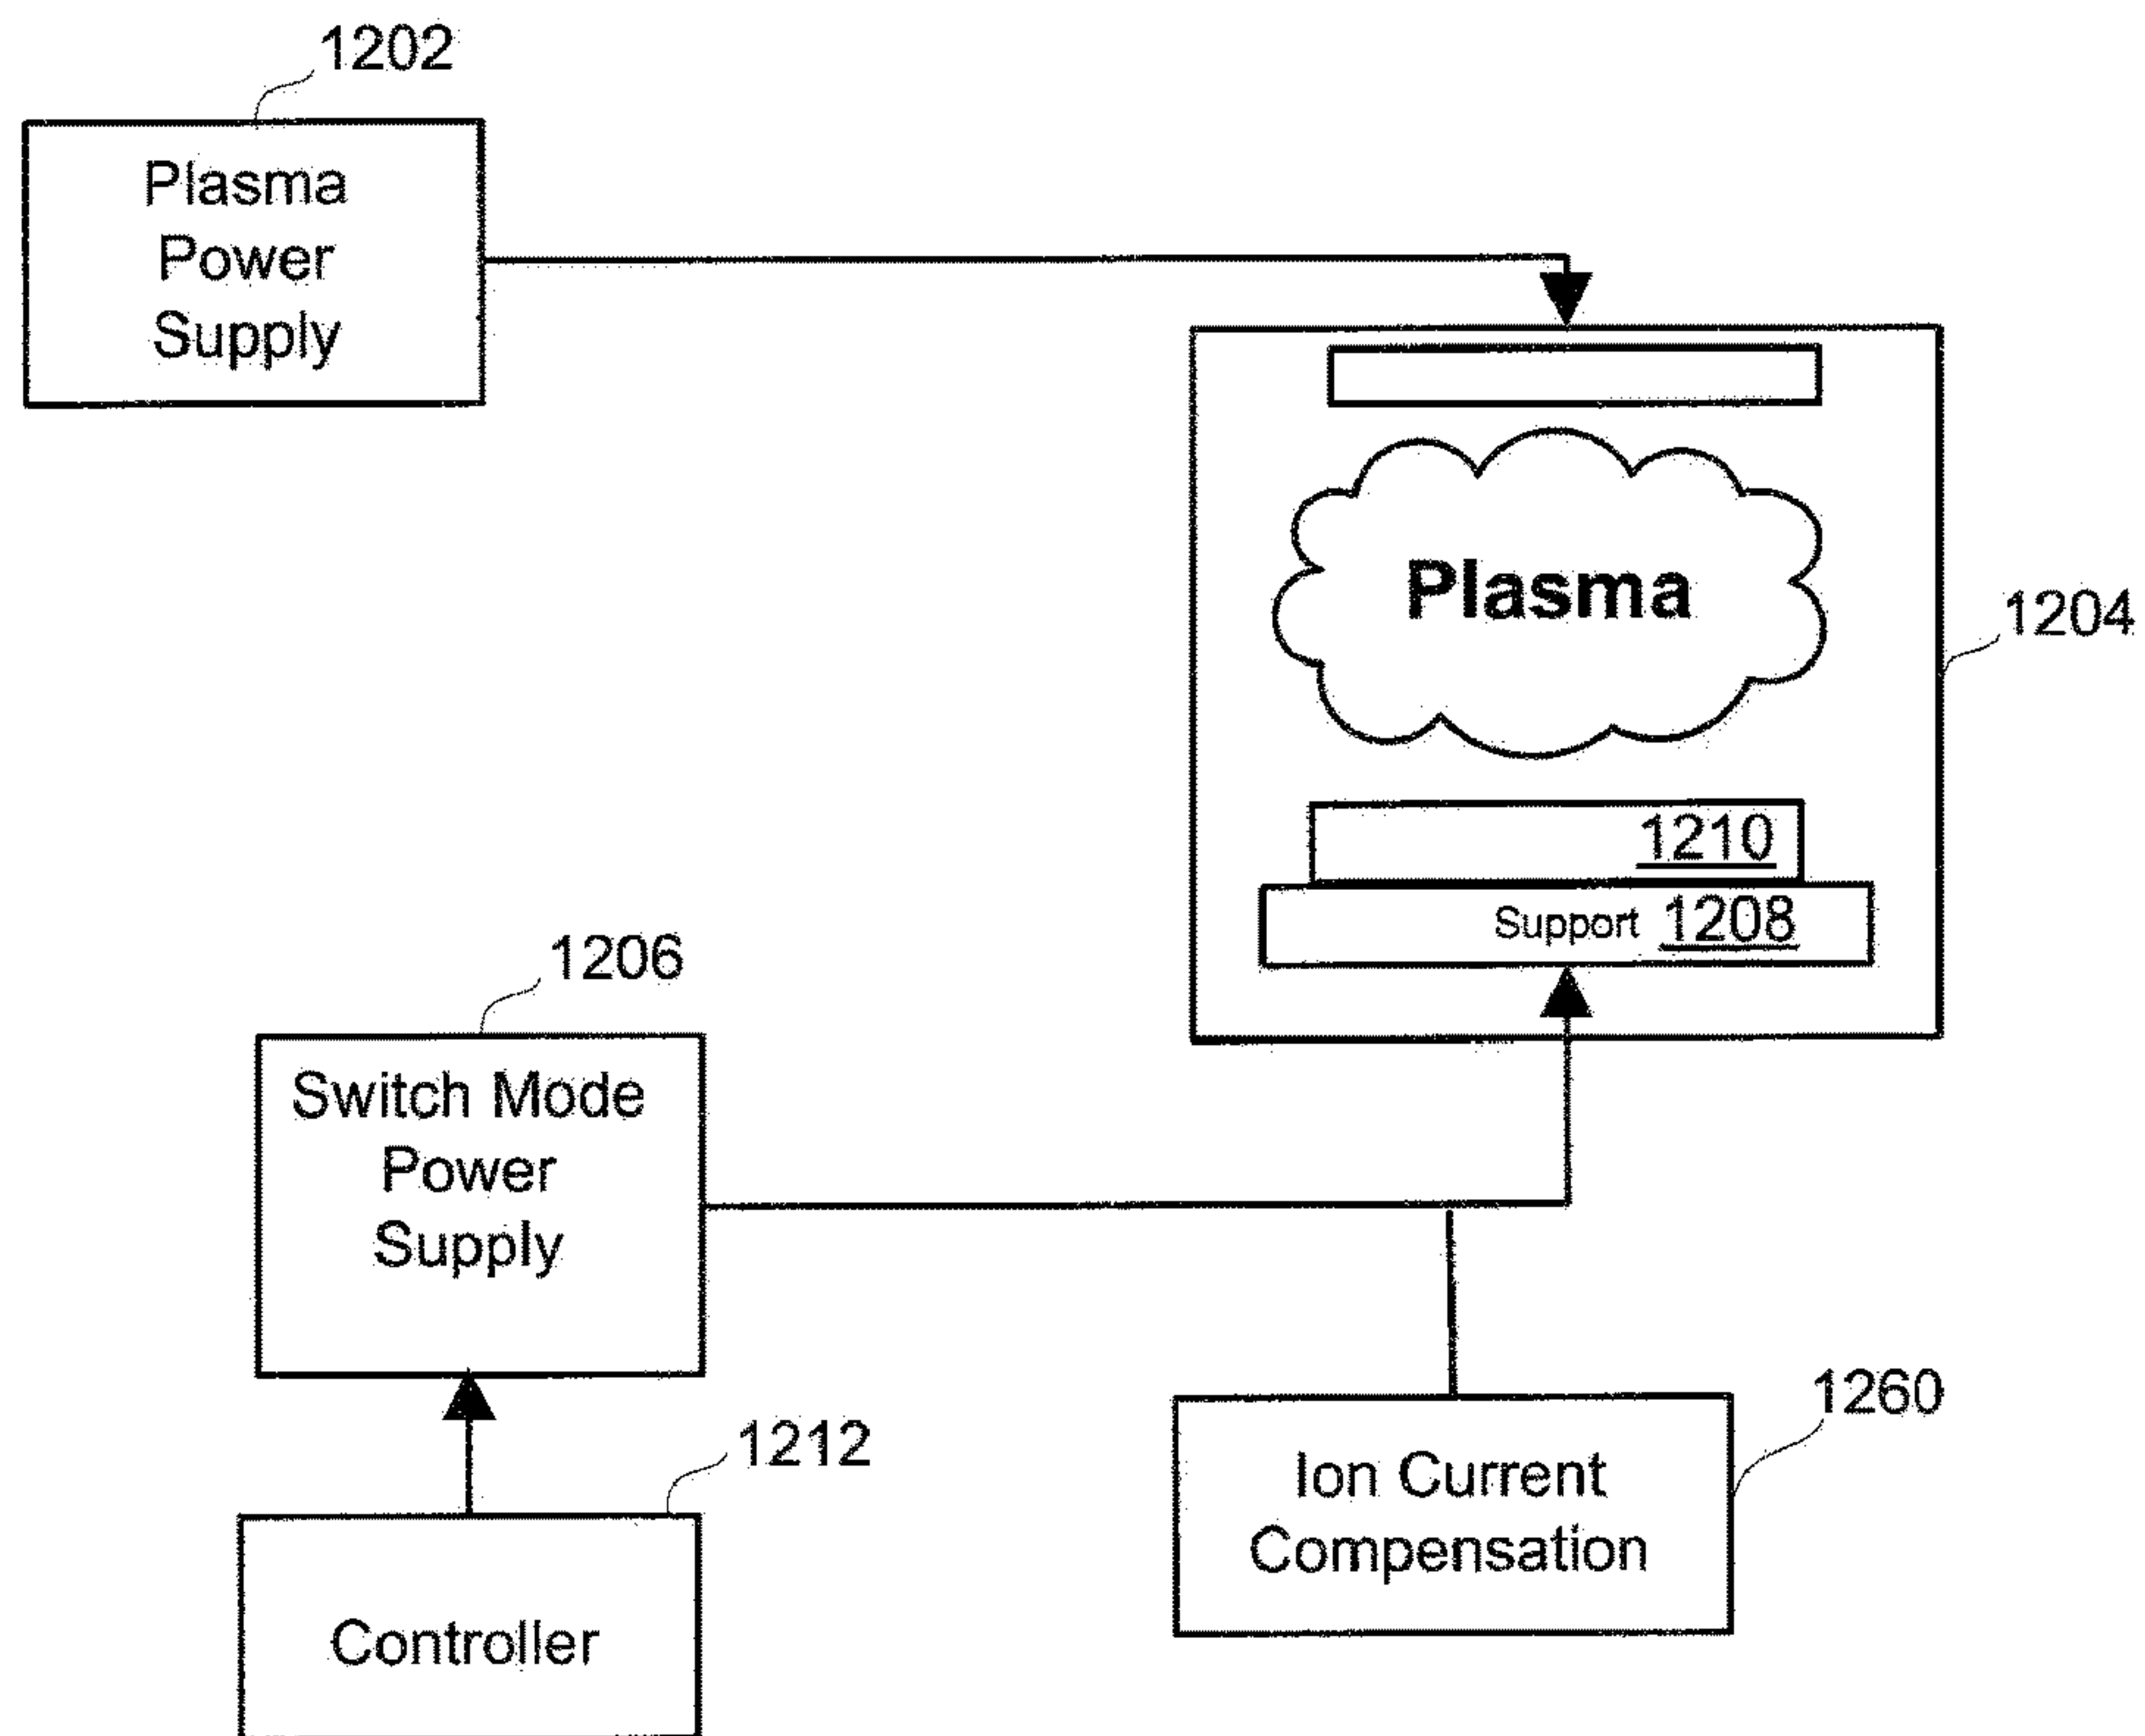 1202
Plasma
Power
Supply
Plasma
1204
1210
Support 1208
1206
Switch Mode
Power
Supply
1212
Controller
1260
Ion Current
Compensation